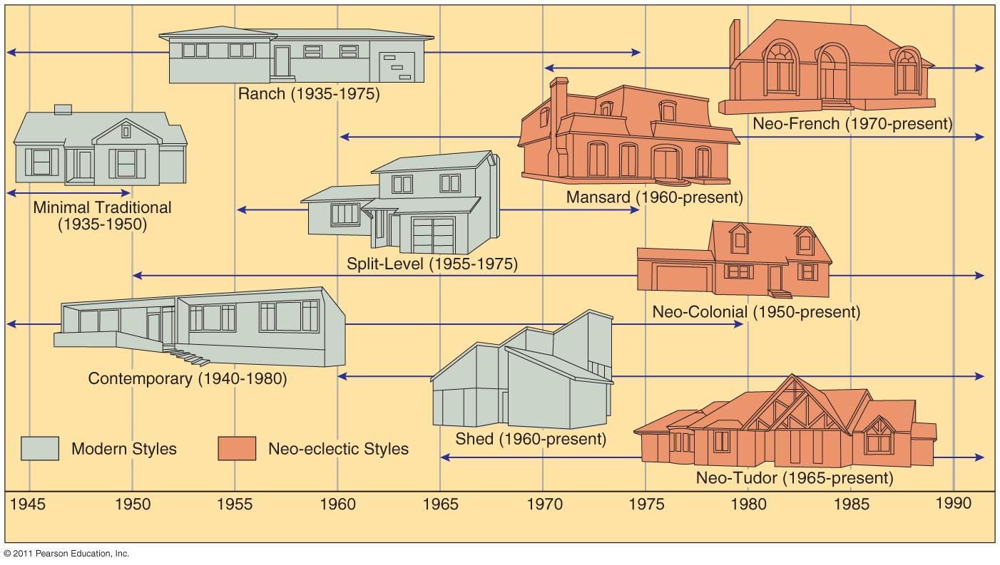 Ranch (1935-1975)
Neo-French (1970-present)
Mansard (1960-present)
Minimal Traditional
(1935-1950)
Split-Level (1955-1975)
Neo-Colonial (1950-present)
Contemporary (1940-1980)
Shed (1960-present)
Modern Styles
Neo-eclectic Styles
Neo-Tudor (1965-present)
1945 1950 1955 1960 1965 1970 1975 1980 1985 1990
© 2011 Pearson Education, Inc.